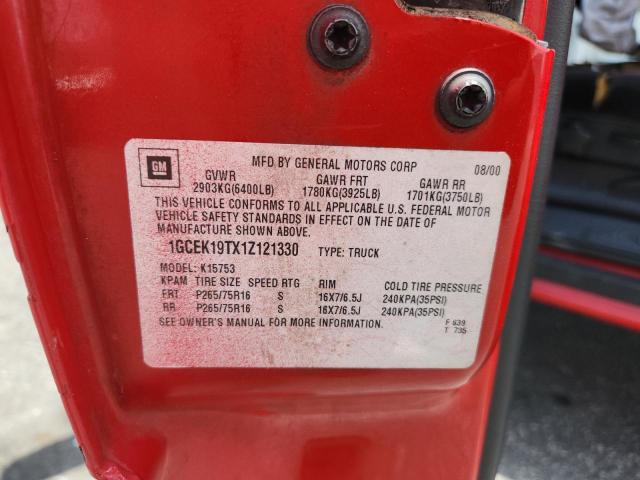 GM
MFD BY GENERAL MOTORS CORP 08/00
GVWR GAWR FRT GAWR RR
2903KG(6400LB) 1780KG(3925LB) 1701KG(3750LB)
THIS VEHICLE CONFORMS TO ALL APPLICABLE U.S. FEDERAL MOTOR
VEHICLE SAFETY STANDARDS IN EFFECT ON THE DATE OF
MANUFACTURE SHOWN ABOVE.
1GCEK19TX1Z121330 TYPE: TRUCK
MODEL: K15753
KPAM TIRE SIZE SPEED RTG RIM COLD TIRE PRESSURE
FRT P265/75R16 S 16X7/6.5J 240KPA(35PSI)
RR P265/75R16 S 16X7/6.5J 240KPA(35PSI)
SEE OWNER'S MANUAL FOR MORE INFORMATION. F 639
T 735